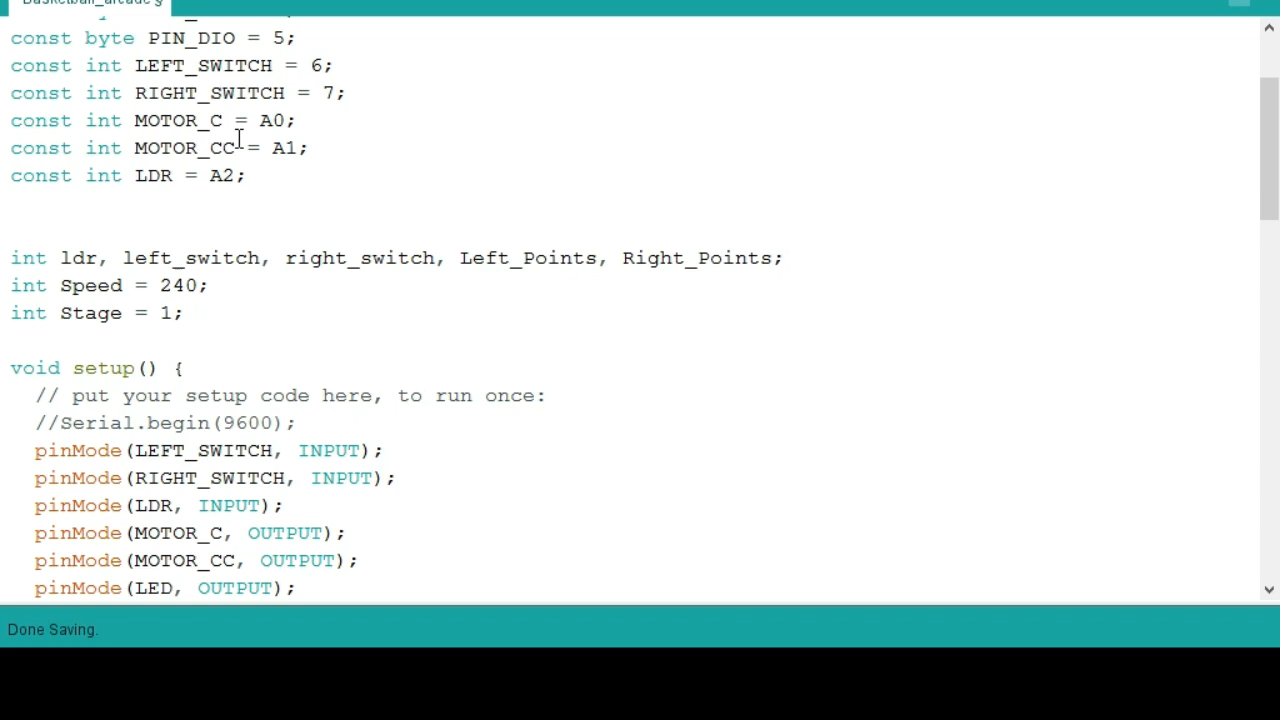 Basketball_arcade §
const byte PIN_DIO = 5;
const int LEFT_SWITCH = 6;
const int RIGHT_SWITCH = 7;
const int MOTOR_C = A0;
const int MOTOR_CC = A1;
const int LDR = A2;
int ldr, left_switch, right_switch, Left_Points, Right_Points;
int Speed = 240;
int Stage = 1;
void setup() {
// put your setup code here, to run once:
//Serial.begin(9600);
pinMode(LEFT_SWITCH, INPUT);
pinMode(RIGHT_SWITCH, INPUT);
pinMode(LDR, INPUT);
pinMode(MOTOR_C, OUTPUT);
pinMode(MOTOR_CC, OUTPUT);
pinMode(LED, OUTPUT);
Done Saving.